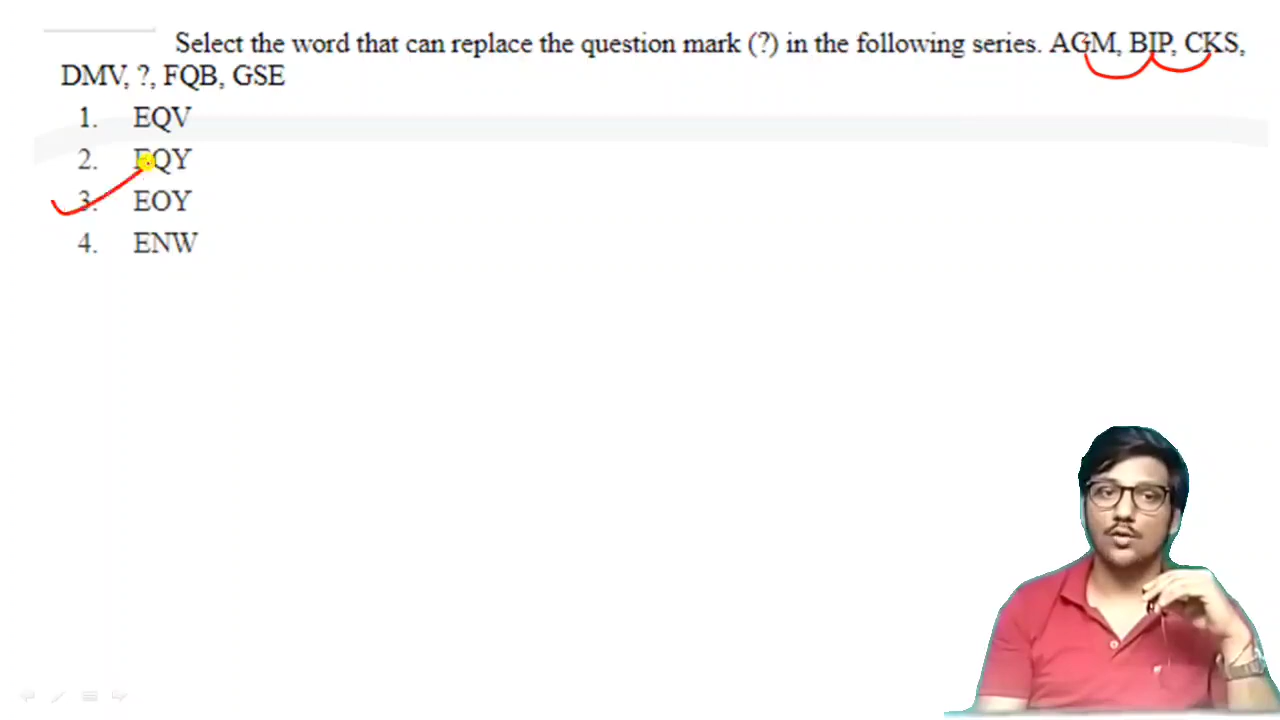 Select the word that can replace the question mark (?) in the following series. AGM, BIP, CKS,
DMV, ?, FQB, GSE
1. EQV
2. EQY
3. EOY
4. ENW